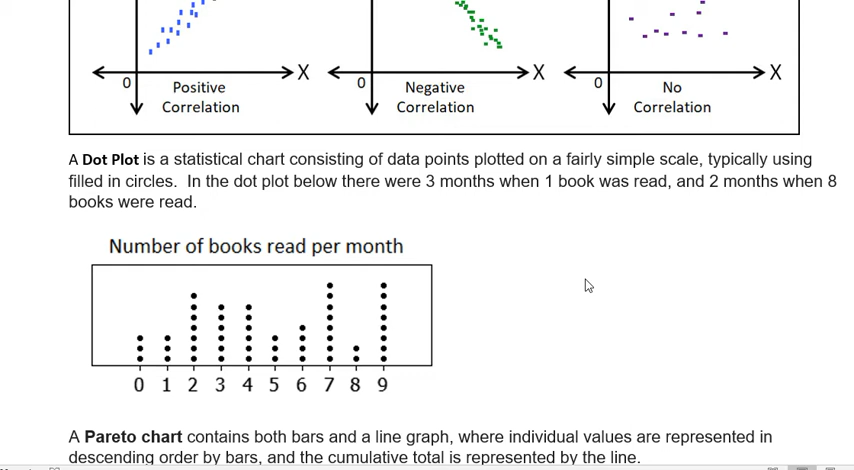 X X X
0 0 0
Positive Negative No
Correlation Correlation Correlation
A Dot Plot is a statistical chart consisting of data points plotted on a fairly simple scale, typically using
filled in circles. In the dot plot below there were 3 months when 1 book was read, and 2 months when 8
books were read.
Number of books read per month
0 1 2 3 4 5 6 7 8 9
A Pareto chart contains both bars and a line graph, where individual values are represented in
descending order by bars, and the cumulative total is represented by the line.